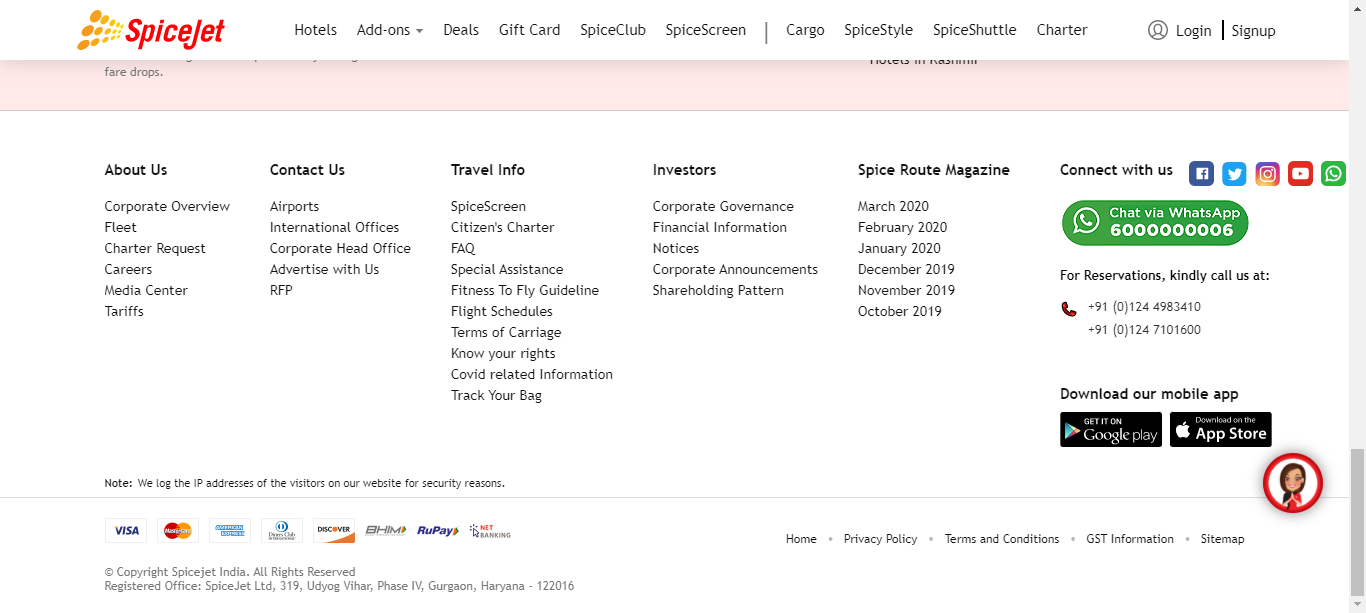 SpiceJet
Hotels Add-ons Deals Gift Card SpiceClub SpiceScreen | Cargo SpiceStyle SpiceShuttle Charter Login | Signup
fare drops.
Hotels in Kashmir
About Us
Corporate Overview
Fleet
Charter Request
Careers
Media Center
Tariffs
Contact Us
Airports
International Offices
Corporate Head Office
Advertise with Us
RFP
Travel Info
SpiceScreen
Citizen's Charter
FAQ
Special Assistance
Fitness To Fly Guideline
Flight Schedules
Terms of Carriage
Know your rights
Covid related Information
Track Your Bag
Investors
Corporate Governance
Financial Information
Notices
Corporate Announcements
Shareholding Pattern
Spice Route Magazine
March 2020
February 2020
January 2020
December 2019
November 2019
October 2019
Connect with us
Chat via WhatsApp
6000000006
For Reservations, kindly call us at:
+91 (0)124 4983410
+91 (0)124 7101600
Download our mobile app
GET IT ON
Google play
Download on the
App Store
Note: We log the IP addresses of the visitors on our website for security reasons.
VISA MasterCard AMERICAN EXPRESS Diners Club INTERNATIONAL DISCOVER BHIM RuPay NET BANKING
Home • Privacy Policy • Terms and Conditions • GST Information • Sitemap
© Copyright Spicejet India. All Rights Reserved
Registered Office: SpiceJet Ltd, 319, Udyog Vihar, Phase IV, Gurgaon, Haryana - 122016